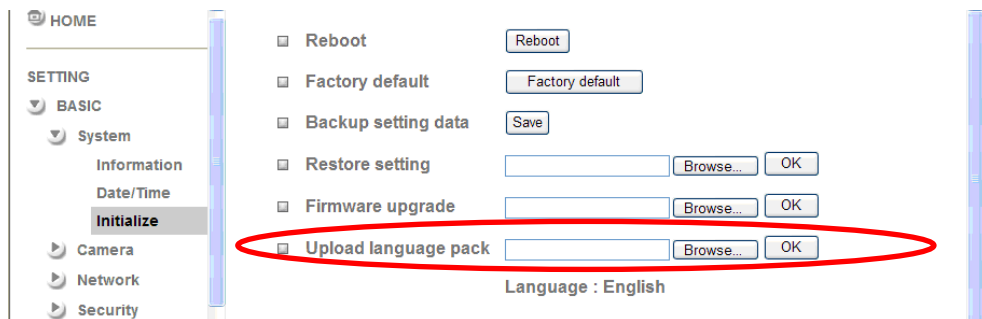 HOME
SETTING
BASIC
System
Information
Date/Time
Initialize
Camera
Network
Security
Reboot Reboot
Factory default Factory default
Backup setting data Save
Restore setting Browse... OK
Firmware upgrade Browse... OK
Upload language pack Browse... OK
Language : English